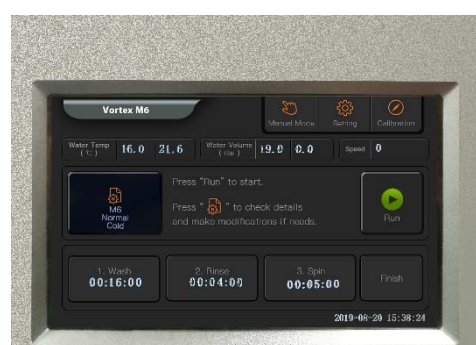 Vortex M6
Manual Mode
Setting
Calibration
Water Temp (℃) 16.0 21.6
Water Volume 19.0 0.0
Speed 0
Press "Run" to start.
Press " " to check details
and make modifications if needs.
M6
Normal
Cold
Run
1. Wash
00:16:00
2. Rinse
00:04:00
3. Spin
00:05:00
Finish
2019-08-20 15:38:24